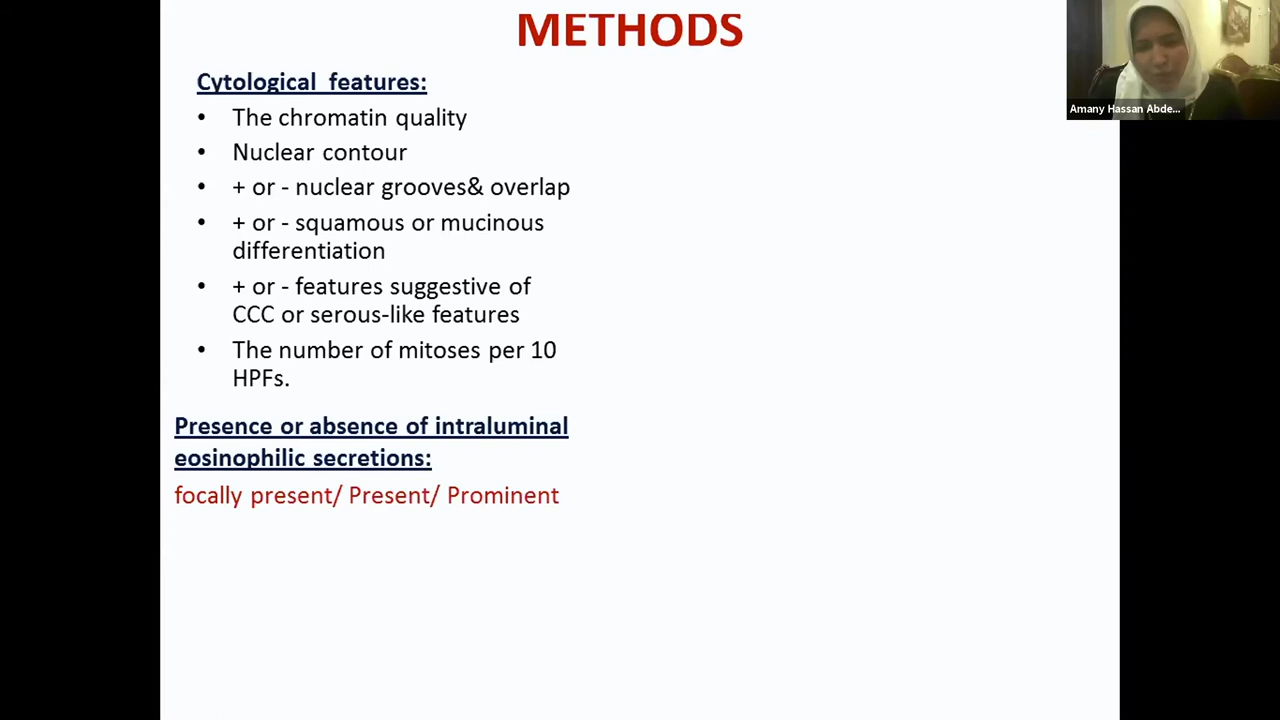 METHODS
Amany Hassan Abde...
Cytological features:
• The chromatin quality
• Nuclear contour
• + or - nuclear grooves& overlap
• + or - squamous or mucinous
differentiation
• + or - features suggestive of
CCC or serous-like features
• The number of mitoses per 10
HPFs.
Presence or absence of intraluminal
eosinophilic secretions:
focally present/ Present/ Prominent